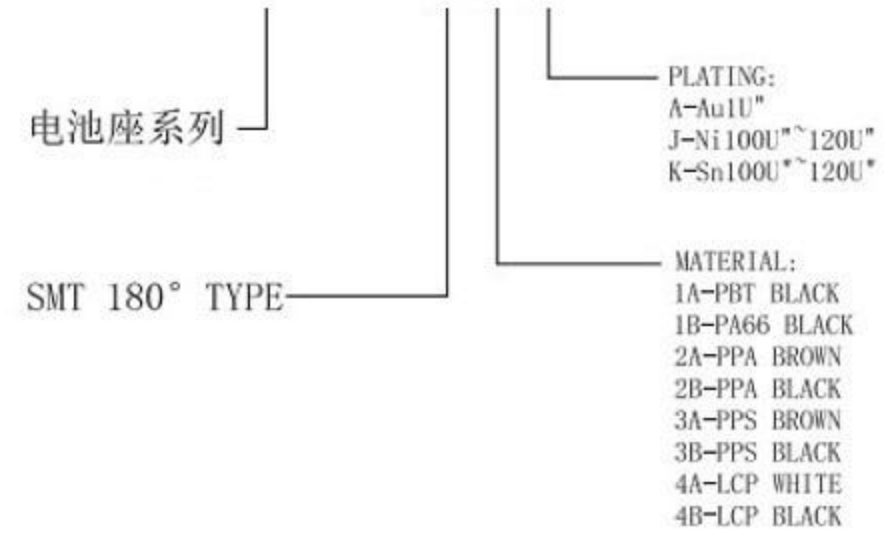 PLATING:
A-Au1U"
电池座系列
J-Ni100U"~120U"
K-Sn100U"~120U"
MATERIAL:
SMT 180° TYPE
1A-PBT BLACK
1B-PA66 BLACK
2A-PPA BROWN
2B-PPA BLACK
3A-PPS BROWN
3B-PPS BLACK
4A-LCP WHITE
4B-LCP BLACK